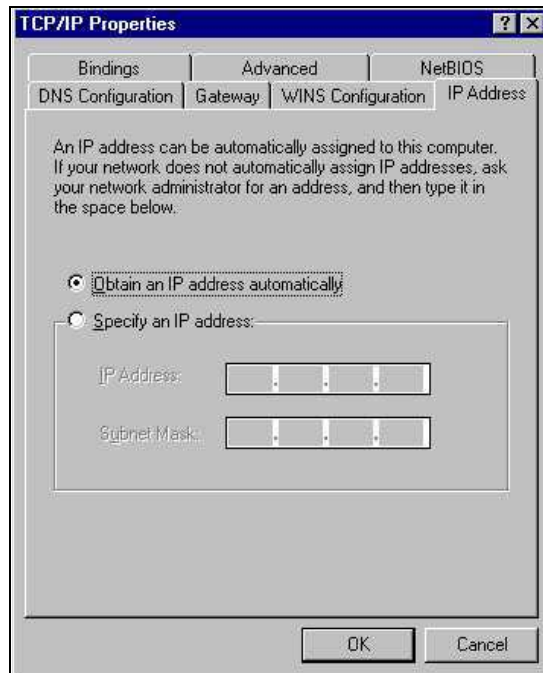 TCP/IP Properties
? X
Bindings Advanced NetBIOS
DNS Configuration Gateway WINS Configuration IP Address
An IP address can be automatically assigned to this computer.
If your network does not automatically assign IP addresses, ask
your network administrator for an address, and then type it in
the space below.
Obtain an IP address automatically
Specify an IP address:
IP Address:
. . .
Subnet Mask:
. . .
OK Cancel